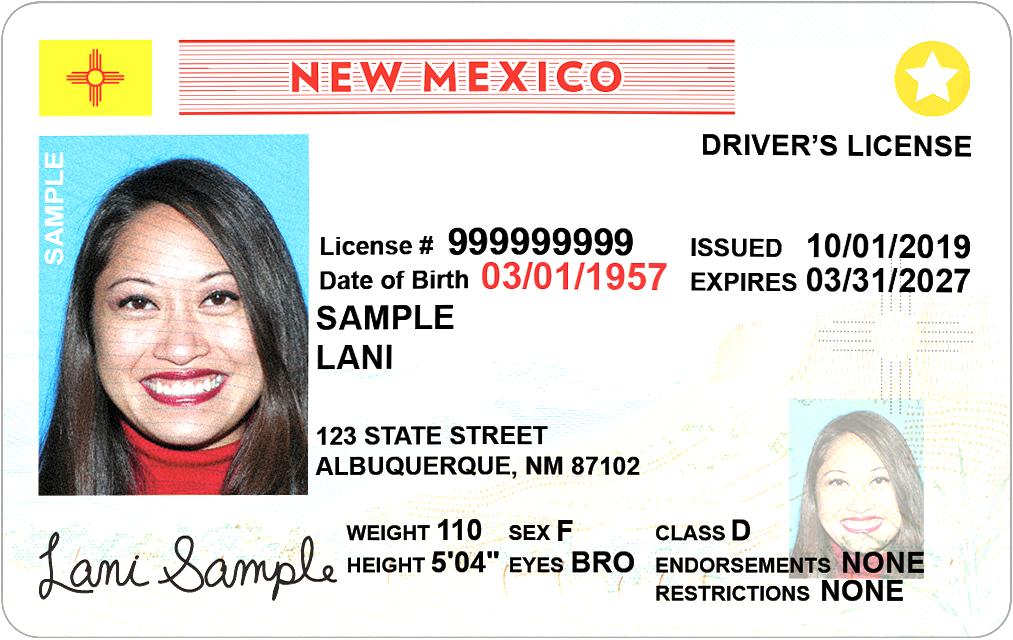 NEW MEXICO
DRIVER'S LICENSE
SAMPLE
License # 999999999
Date of Birth 03/01/1957
ISSUED 10/01/2019
EXPIRES 03/31/2027
SAMPLE
LANI
123 STATE STREET
ALBUQUERQUE, NM 87102
WEIGHT 110 SEX F
HEIGHT 5'04" EYES BRO
CLASS D
ENDORSEMENTS NONE
RESTRICTIONS NONE
Lani Sample